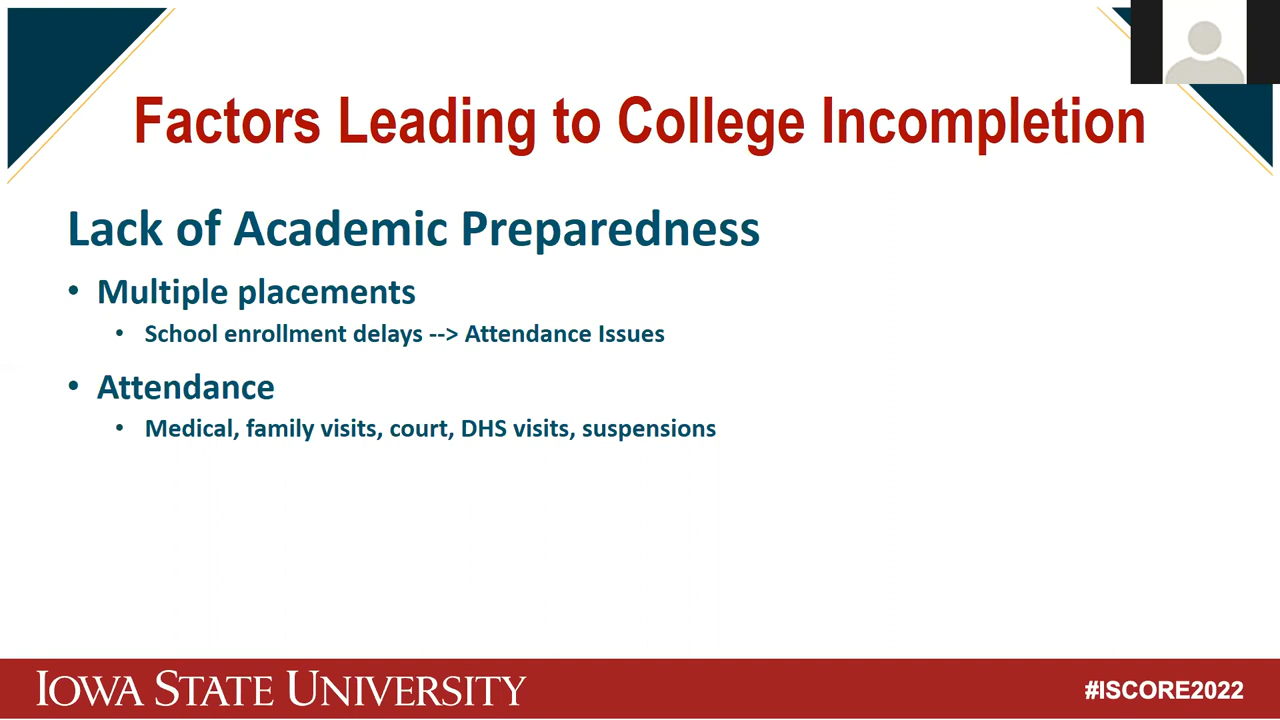 Factors Leading to College Incompletion
Lack of Academic Preparedness
• Multiple placements
• School enrollment delays --> Attendance Issues
• Attendance
• Medical, family visits, court, DHS visits, suspensions
IOWA STATE UNIVERSITY
#ISCORE2022